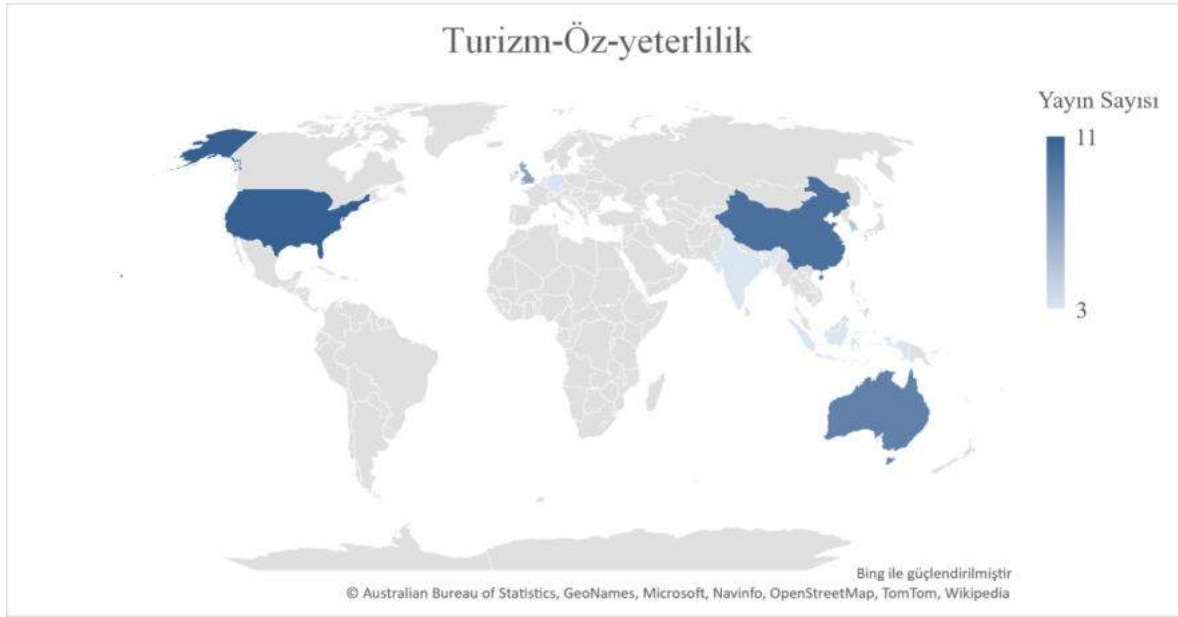 Turizm-Öz-yeterlilik
Yayın Sayısı
11
3
Bing ile güçlendirilmiştir
© Australian Bureau of Statistics, GeoNames, Microsoft, Navinfo, OpenStreetMap, TomTom, Wikipedia